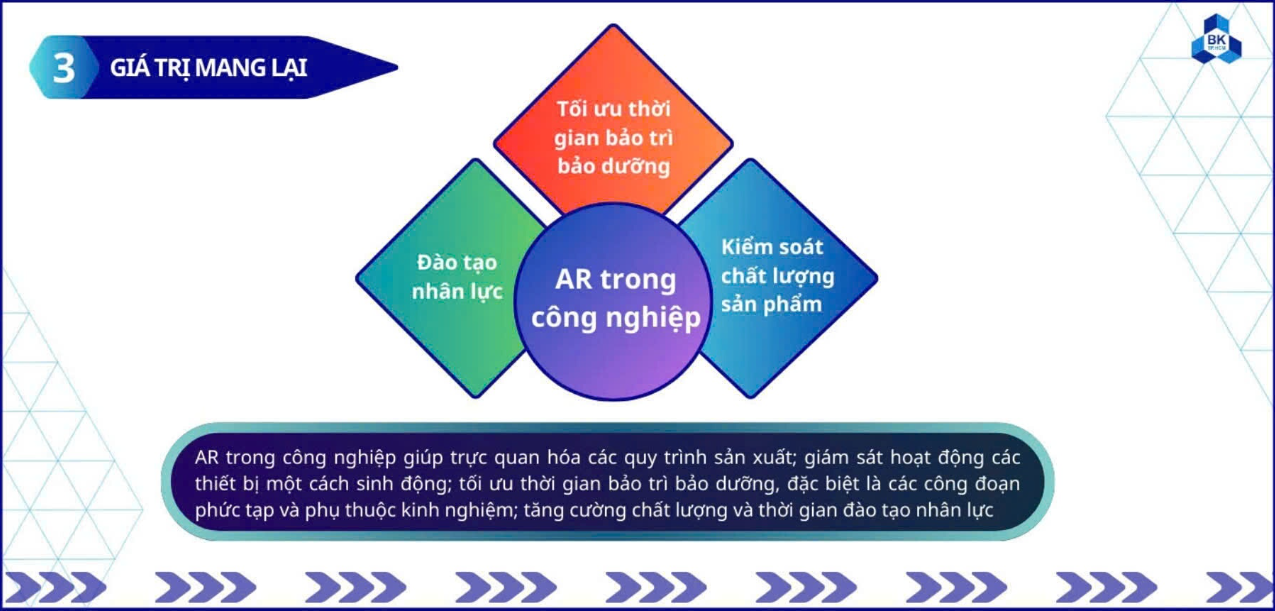 3
GIÁ TRỊ MANG LẠI
BK
TP.HCM
Tối ưu thời
gian bảo trì
bảo dưỡng
Đào tạo
nhân lực
AR trong
công nghiệp
Kiểm soát
chất lượng
sản phẩm
AR trong công nghiệp giúp trực quan hóa các quy trình sản xuất; giám sát hoạt động các
thiết bị một cách sinh động; tối ưu thời gian bảo trì bảo dưỡng, đặc biệt là các công đoạn
phức tạp và phụ thuộc kinh nghiệm; tăng cường chất lượng và thời gian đào tạo nhân lực